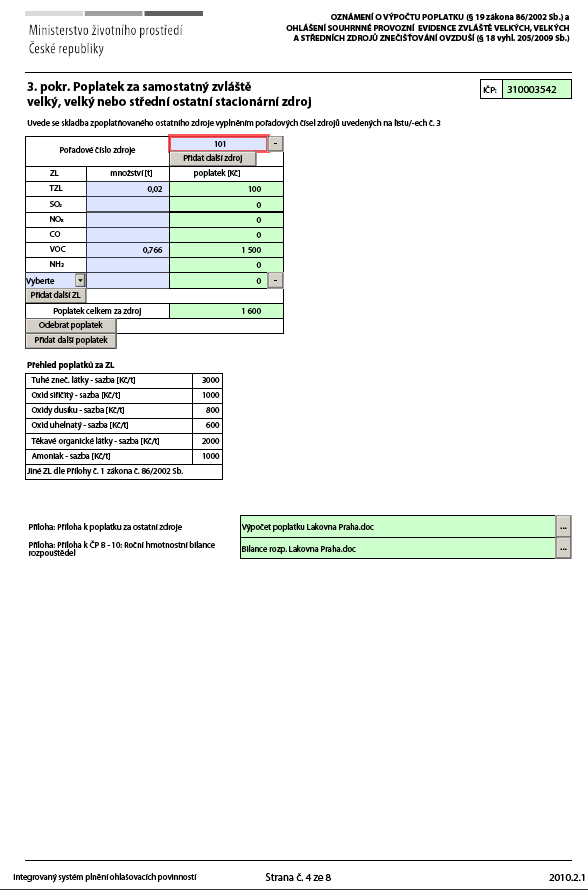 Ministerstvo životního prostředí
České republiky
OZNÁMENÍ O VÝPOČTU POPLATKU (§ 19 zákona 86/2002 Sb.) a
OHLÁŠENÍ SOUHRNNÉ PROVOZNÍ EVIDENCE ZVLÁŠTĚ VELKÝCH, VELKÝCH
A STŘEDNÍCH ZDROJŮ ZNEČIŠŤOVÁNÍ OVZDUŠÍ (§ 18 vyhl. 205/2009 Sb.)
3. pokr. Poplatek za samostatný zvláště
velký, velký nebo střední ostatní stacionární zdroj
IČP: 310003542
Uvede se skladba zpoplatňovaného ostatního zdroje vyplněním pořadových čísel zdrojů uvedených na listu/-ech č. 3
Pořadové číslo zdroje 101 -
Přidat další zdroj
ZL množství [t] poplatek [Kč]
TZL 0,02 100
SO₂ 0
NOₓ 0
CO 0
VOC 0,766 1 500
NH₃ 0
Vyberte 0 -
Přidat další ZL
Poplatek celkem za zdroj 1 600
Odebrat poplatek
Přidat další poplatek
Přehled poplatků za ZL
Tuhé zneč. látky - sazba [Kč/t] 3000
Oxid siřičitý - sazba [Kč/t] 1000
Oxidy dusíku - sazba [Kč/t] 800
Oxid uhelnatý - sazba [Kč/t] 600
Těkavé organické látky - sazba [Kč/t] 2000
Amoniak - sazba [Kč/t] 1000
Jiné ZL dle Přílohy č. 1 zákona č. 86/2002 Sb.
Příloha: Příloha k poplatku za ostatní zdroje Výpočet poplatku Lakovna Praha.doc ...
Příloha: Příloha k ČP 8 - 10: Roční hmotnostní bilance
rozpouštědel
Bilance rozp. Lakovna Praha.doc ...
Integrovaný systém plnění ohlašovacích povinností Strana č. 4 ze 8 2010.2.1